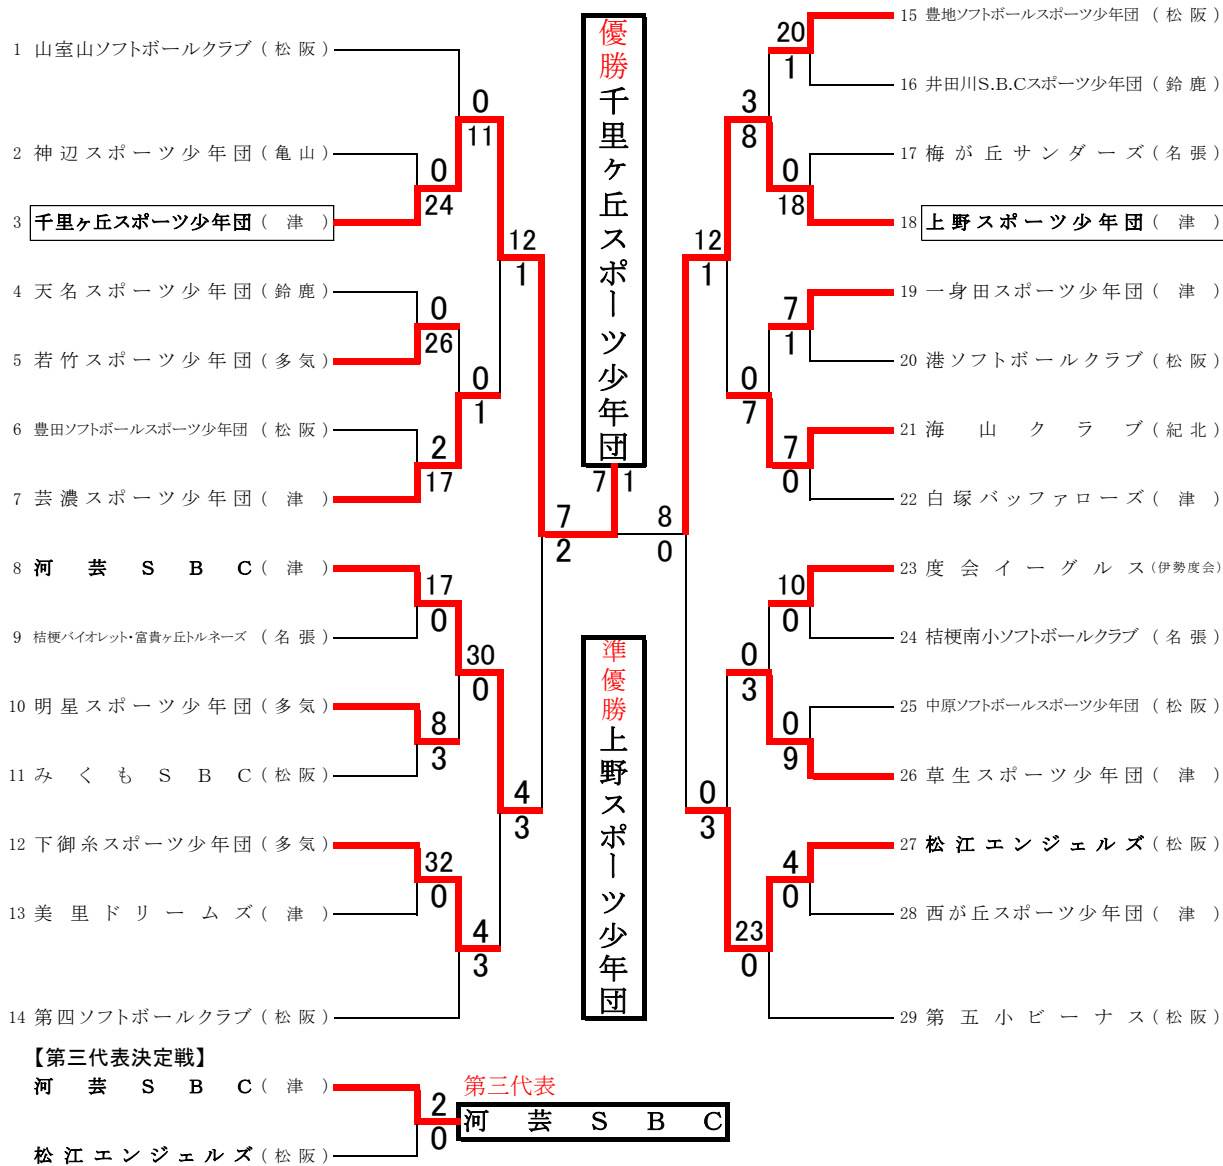 1 山室山ソフトボールクラブ (松阪)
2 神辺スポーツ少年団 (亀山)
3 千里ヶ丘スポーツ少年団 (津)
4 天名スポーツ少年団 (鈴鹿)
5 若竹スポーツ少年団 (多気)
6 豊田ソフトボールスポーツ少年団 (松阪)
7 芸濃スポーツ少年団 (津)
8 河芸SBC (津)
9 桔梗バイオレット・富貴ヶ丘トルネーズ (名張)
10 明星スポーツ少年団 (多気)
11 みくもSBC (松阪)
12 下御糸スポーツ少年団 (多気)
13 美里ドリームズ (津)
14 第四ソフトボールクラブ (松阪)
0
11
0
24
12
1
0
26
0
1
2
17
7
2
17
0
30
0
8
3
4
3
32
0
4
3
優勝 千里ヶ丘スポーツ少年団
7 1
準優勝 上野スポーツ少年団
15 豊地ソフトボールスポーツ少年団 (松阪)
16 井田川S.B.Cスポーツ少年団 (鈴鹿)
17 梅が丘サンダーズ (名張)
18 上野スポーツ少年団 (津)
19 一身田スポーツ少年団 (津)
20 港ソフトボールクラブ (松阪)
21 海山クラブ (紀北)
22 白塚バッファローズ (津)
23 度会イーグルス (伊勢度会)
24 桔梗南小ソフトボールクラブ (名張)
25 中原ソフトボールスポーツ少年団 (松阪)
26 草生スポーツ少年団 (津)
27 松江エンジェルズ (松阪)
28 西が丘スポーツ少年団 (津)
29 第五小ビーナス (松阪)
20
1
3
8
0
18
12
1
7
1
0
7
7
0
8
0
10
0
0
3
0
9
0
3
4
0
23
0
【第三代表決定戦】
河芸SBC (津)
松江エンジェルズ (松阪)
2
0
第三代表
河芸SBC